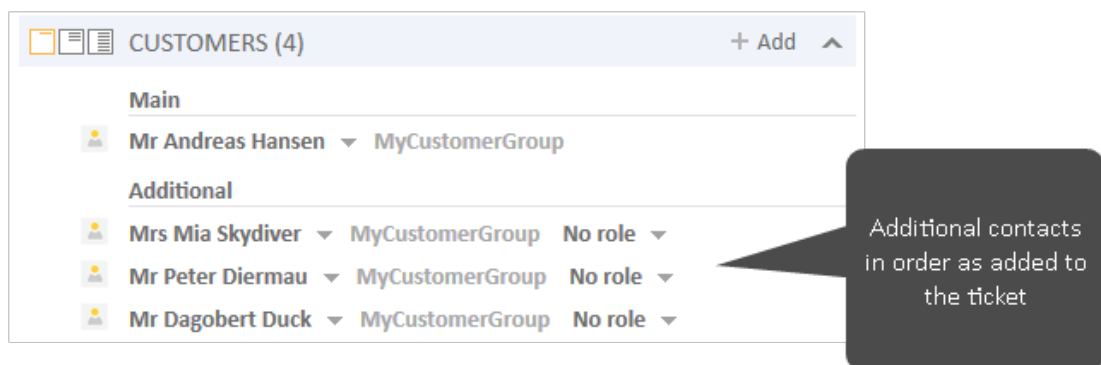 CUSTOMERS (4) + Add
Main
Mr Andreas Hansen MyCustomerGroup
Additional
Mrs Mia Skydiver MyCustomerGroup No role
Mr Peter Diermau MyCustomerGroup No role
Mr Dagobert Duck MyCustomerGroup No role
Additional contacts
in order as added to
the ticket